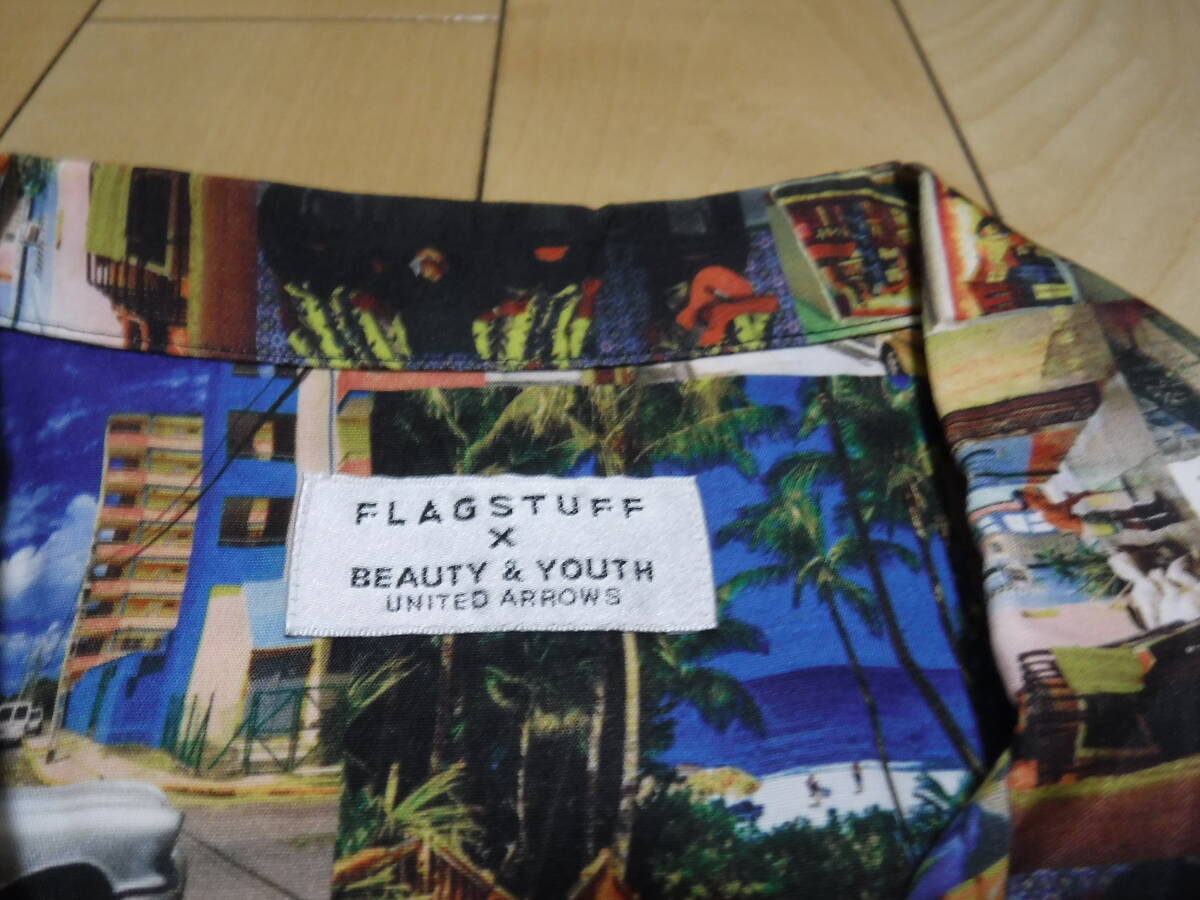 FLAGSTUFF
X
BEAUTY & YOUTH
UNITED ARROWS